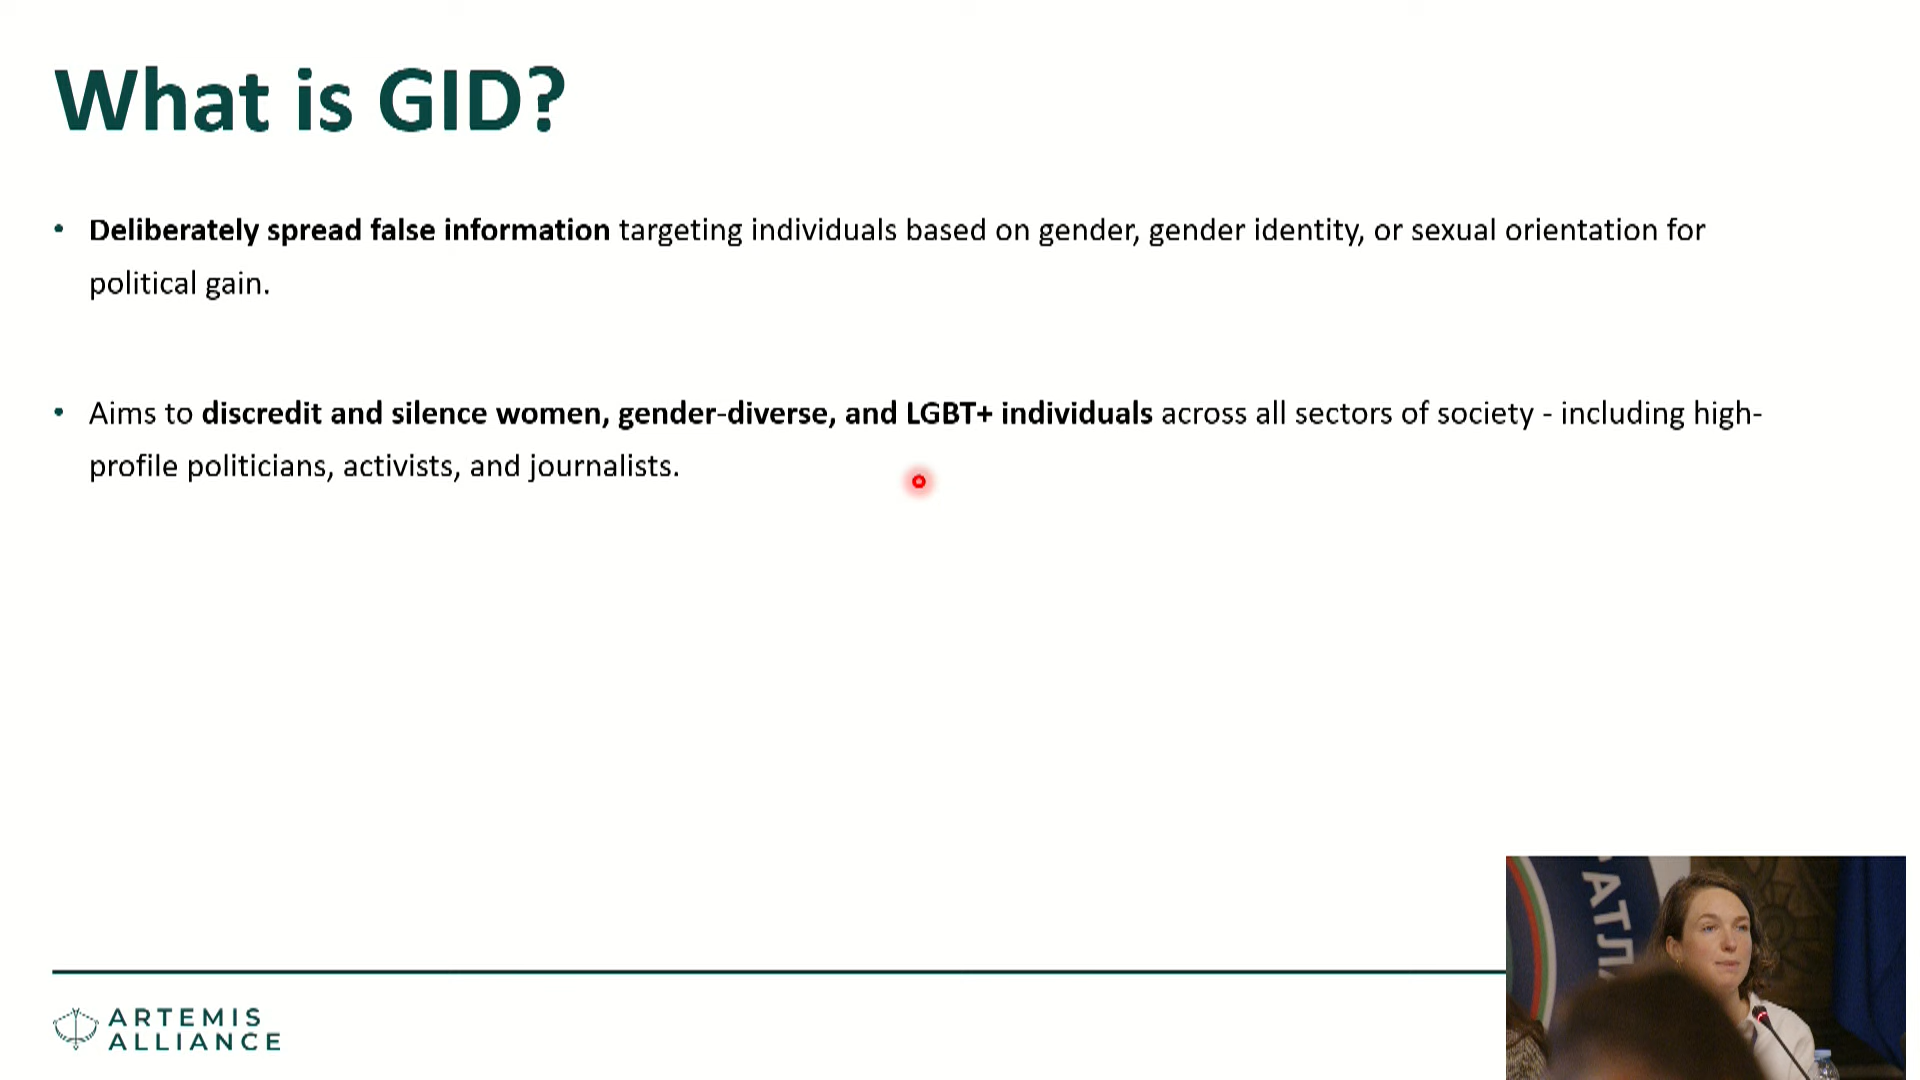 What is GID?
• Deliberately spread false information targeting individuals based on gender, gender identity, or sexual orientation for
political gain.
• Aims to discredit and silence women, gender-diverse, and LGBT+ individuals across all sectors of society - including high-
profile politicians, activists, and journalists.
ARTEMIS
ALLIANCE